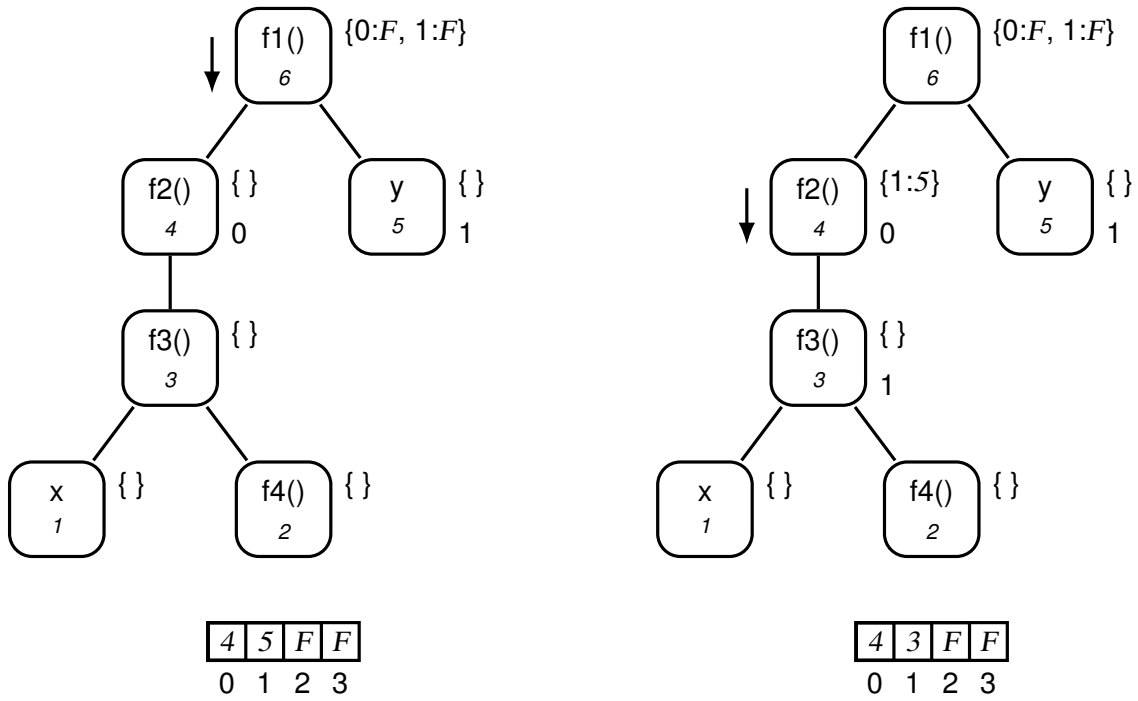 f1()
6
{0:F, 1:F}
f2()
4
{ }
0
y
5
{ }
1
f3()
3
{ }
x
1
{ }
f4()
2
{ }
4 5 F F
0 1 2 3
f1()
6
{0:F, 1:F}
f2()
4
{1:5}
0
y
5
{ }
1
f3()
3
{ }
1
x
1
{ }
f4()
2
{ }
4 3 F F
0 1 2 3